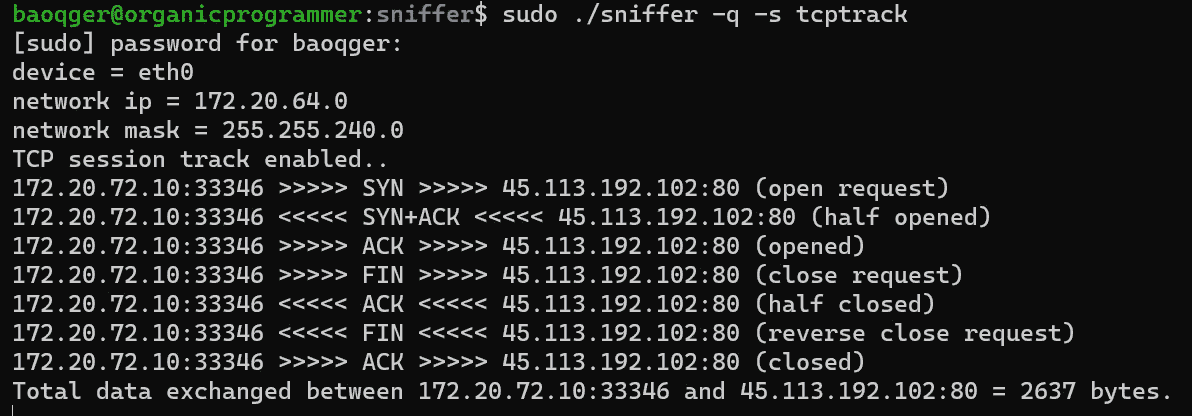 baoqger@organicprogrammer:sniffer$ sudo ./sniffer -q -s tcptrack
[sudo] password for baoqger:
device = eth0
network ip = 172.20.64.0
network mask = 255.255.240.0
TCP session track enabled..
172.20.72.10:33346 >>>>> SYN >>>>> 45.113.192.102:80 (open request)
172.20.72.10:33346 <<<<< SYN+ACK <<<<< 45.113.192.102:80 (half opened)
172.20.72.10:33346 >>>>> ACK >>>>> 45.113.192.102:80 (opened)
172.20.72.10:33346 >>>>> FIN >>>>> 45.113.192.102:80 (close request)
172.20.72.10:33346 <<<<< ACK <<<<< 45.113.192.102:80 (half closed)
172.20.72.10:33346 <<<<< FIN <<<<< 45.113.192.102:80 (reverse close request)
172.20.72.10:33346 >>>>> ACK >>>>> 45.113.192.102:80 (closed)
Total data exchanged between 172.20.72.10:33346 and 45.113.192.102:80 = 2637 bytes.